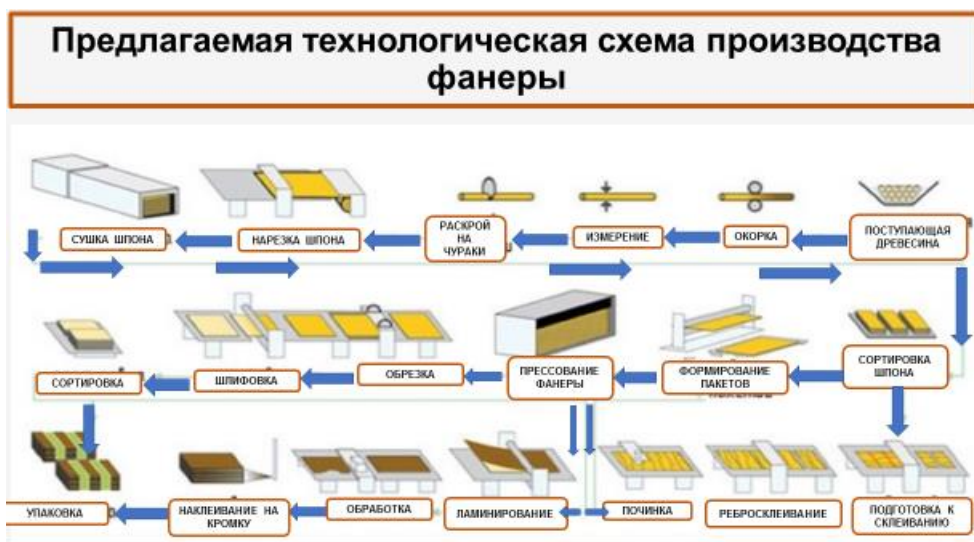 Предлагаемая технологическая схема производства
фанеры
СУШКА ШПОНА
НАРЕЗКА ШПОНА
РАСКРОЙ
НА
ЧУРАКИ
ИЗМЕРЕНИЕ
ОКОРКА
ПОСТУПАЮЩАЯ
ДРЕВЕСИНА
СОРТИРОВКА
ШЛИФОВКА
ОБРЕЗКА
ПРЕССОВАНИЕ
ФАНЕРЫ
ФОРМИРОВАНИЕ
ПАКЕТОВ
СОРТИРОВКА
ШПОНА
УПАКОВКА
НАКЛЕИВАНИЕ НА
КРОМКУ
ОБРАБОТКА
ЛАМИНИРОВАНИЕ
ПОЧИНКА
РЕБРОСКЛЕИВАНИЕ
ПОДГОТОВКА К
СКЛЕИВАНИЮ